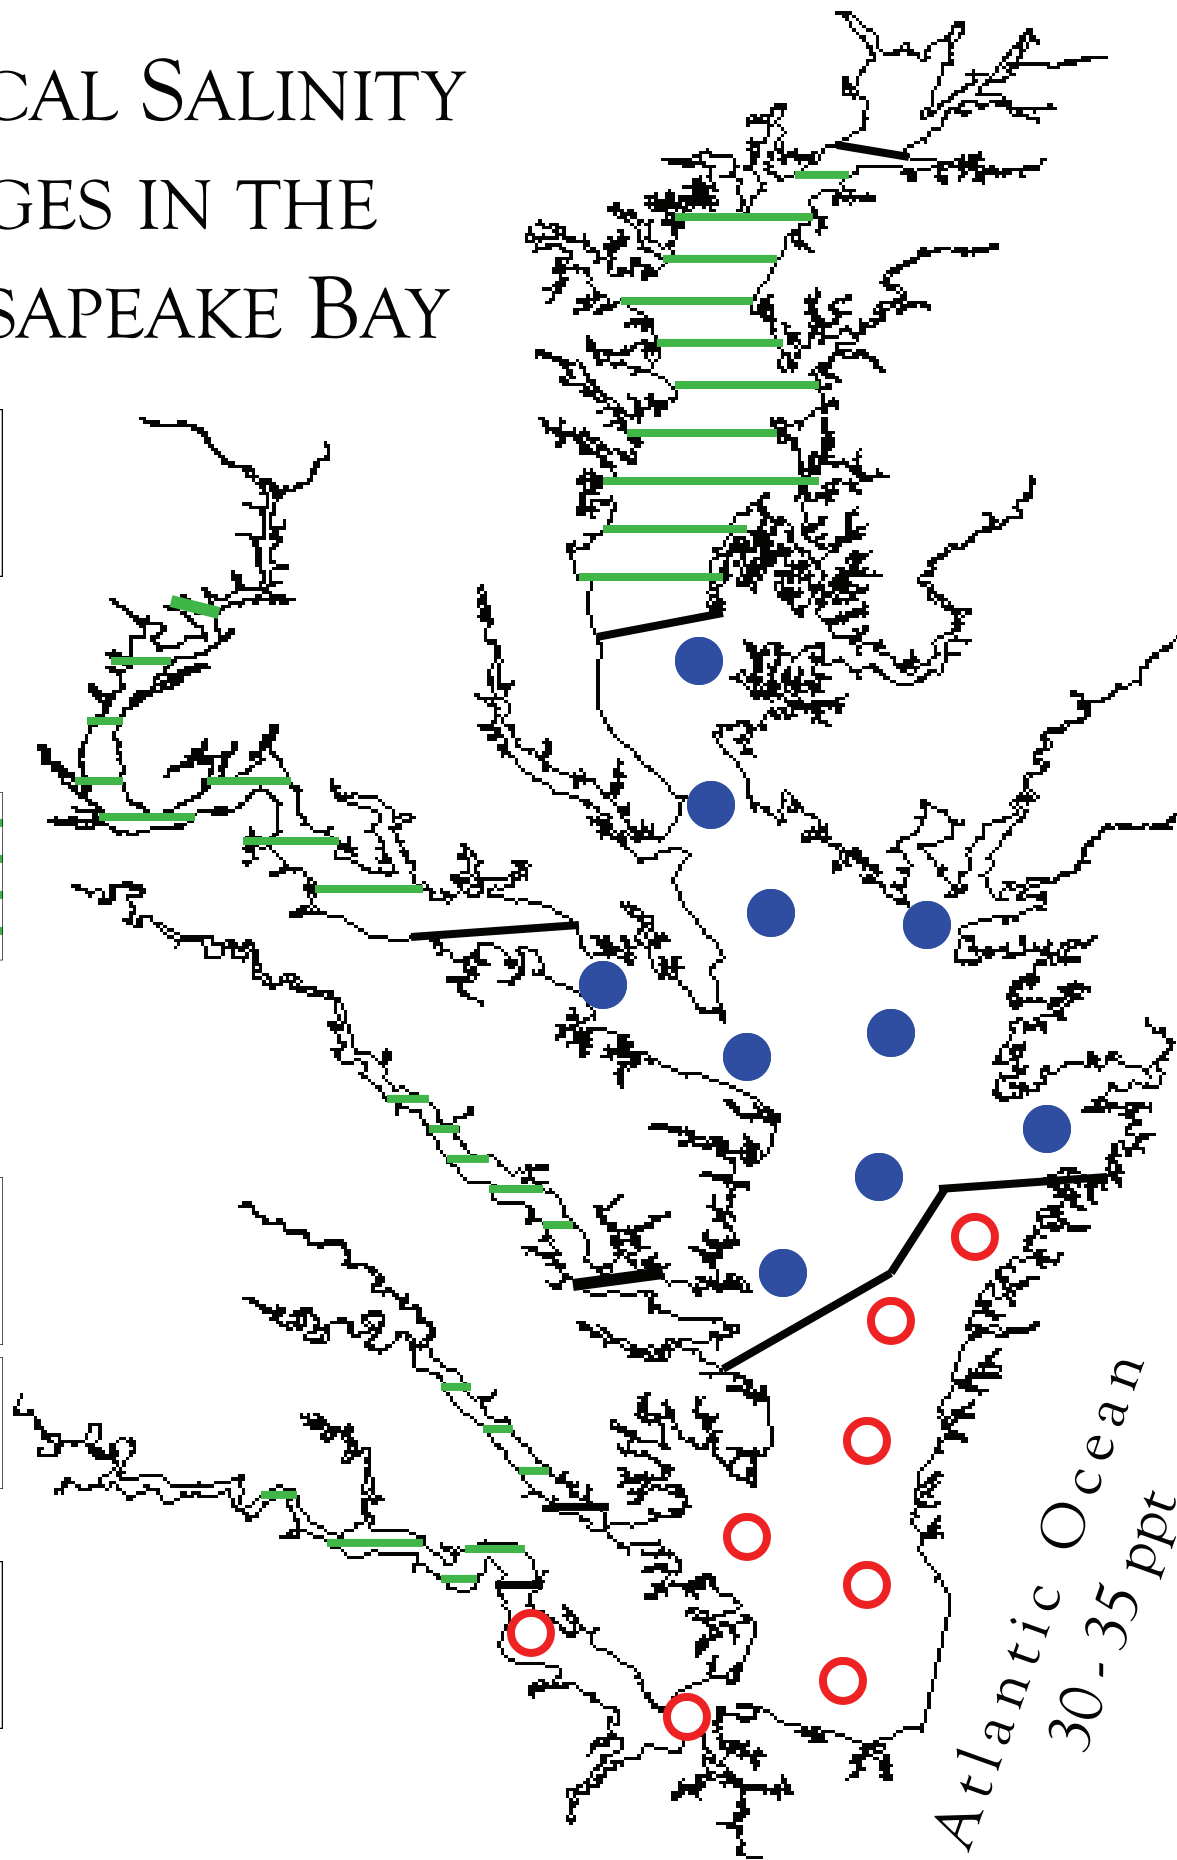 CAL SALINITY
GES IN THE
SAPEAKE BAY
Atlantic Ocean
30 - 35 ppt